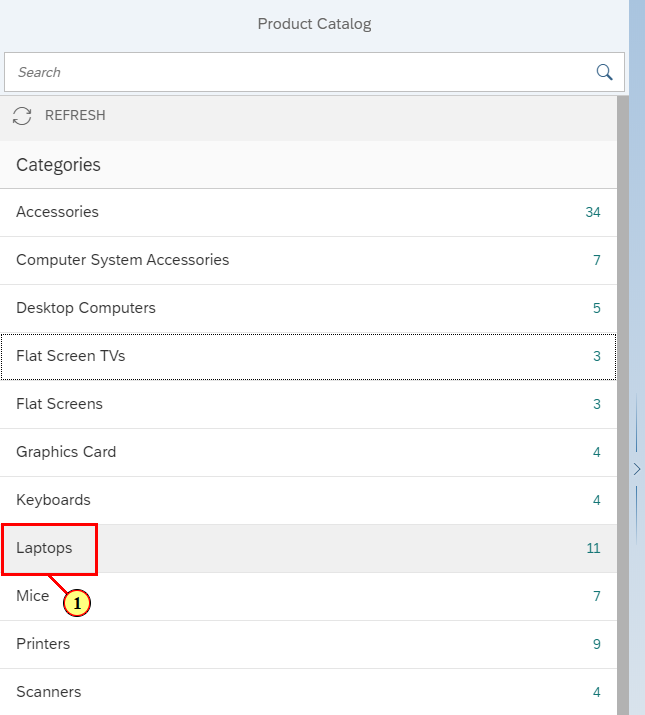 Product Catalog
Search
REFRESH
Categories
Accessories 34
Computer System Accessories 7
Desktop Computers 5
Flat Screen TVs 3
Flat Screens 3
Graphics Card 4
Keyboards 4
Laptops 11
Mice 7
1
Printers 9
Scanners 4